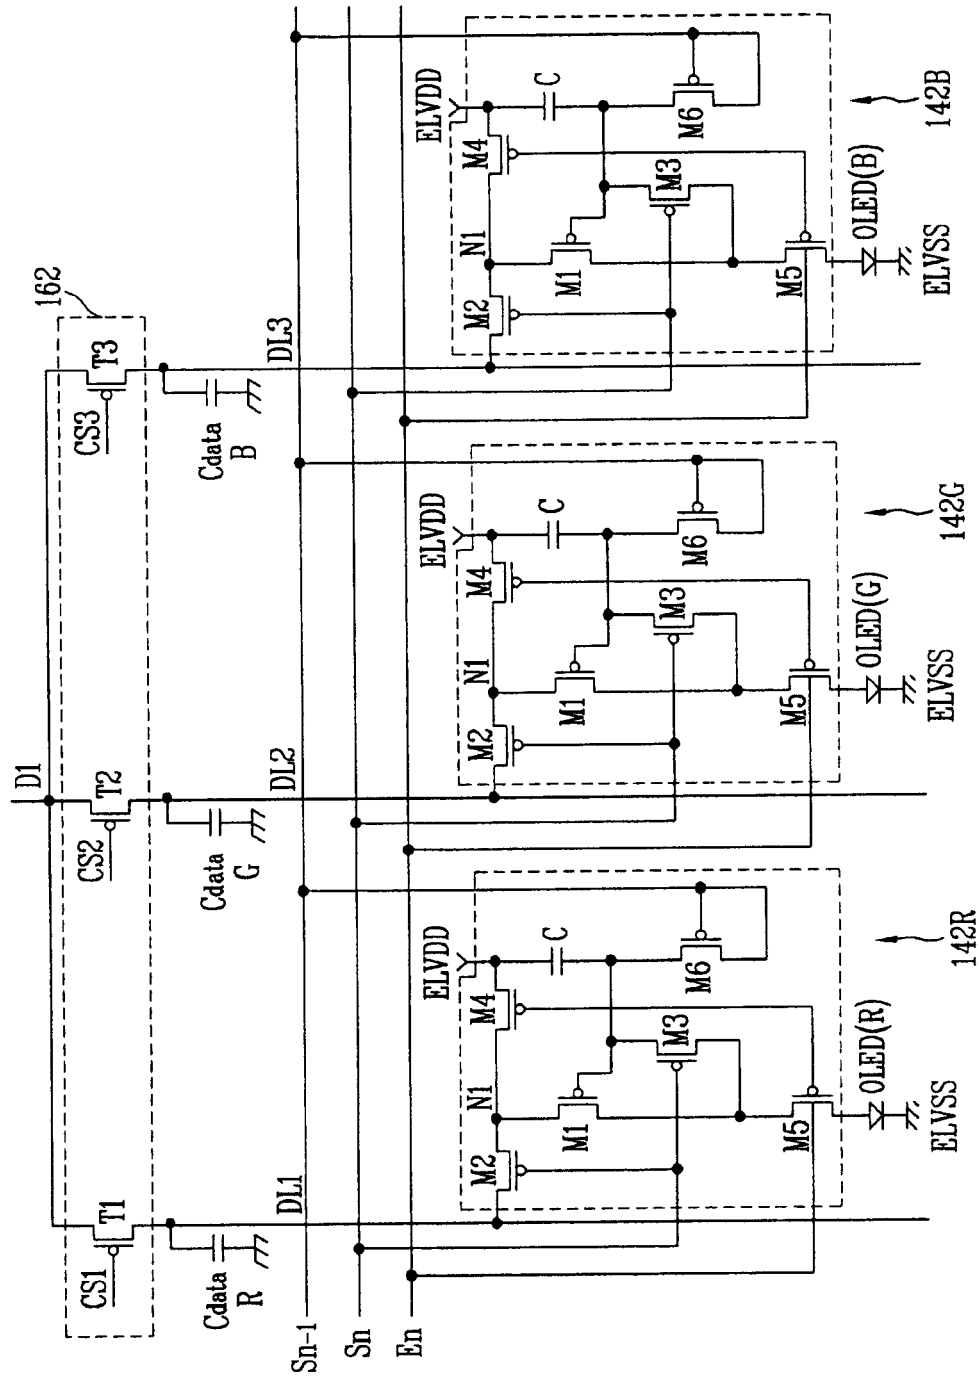 D1
162
CS1
T1
CS2
T2
CS3
T3
Cdata
R
Cdata
G
Cdata
B
DL1
DL2
DL3
Sn-1
Sn
En
ELVDD
M2
N1
M4
C
M1
M3
M6
M5
OLED(R)
ELVSS
142R
ELVDD
M2
N1
M4
C
M1
M3
M6
M5
OLED(G)
ELVSS
142G
ELVDD
M2
N1
M4
C
M1
M3
M6
M5
OLED(B)
ELVSS
142B